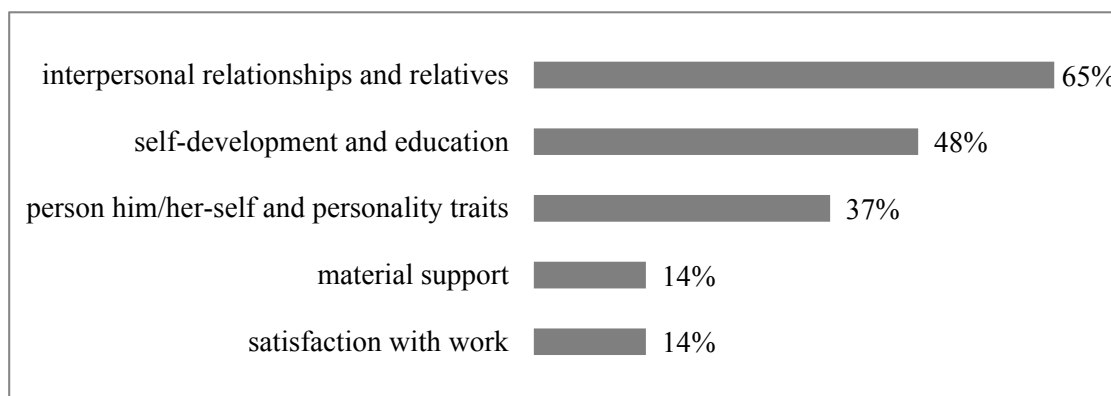 interpersonal relationships and relatives 65%
self-development and education 48%
person him/her-self and personality traits 37%
material support 14%
satisfaction with work 14%